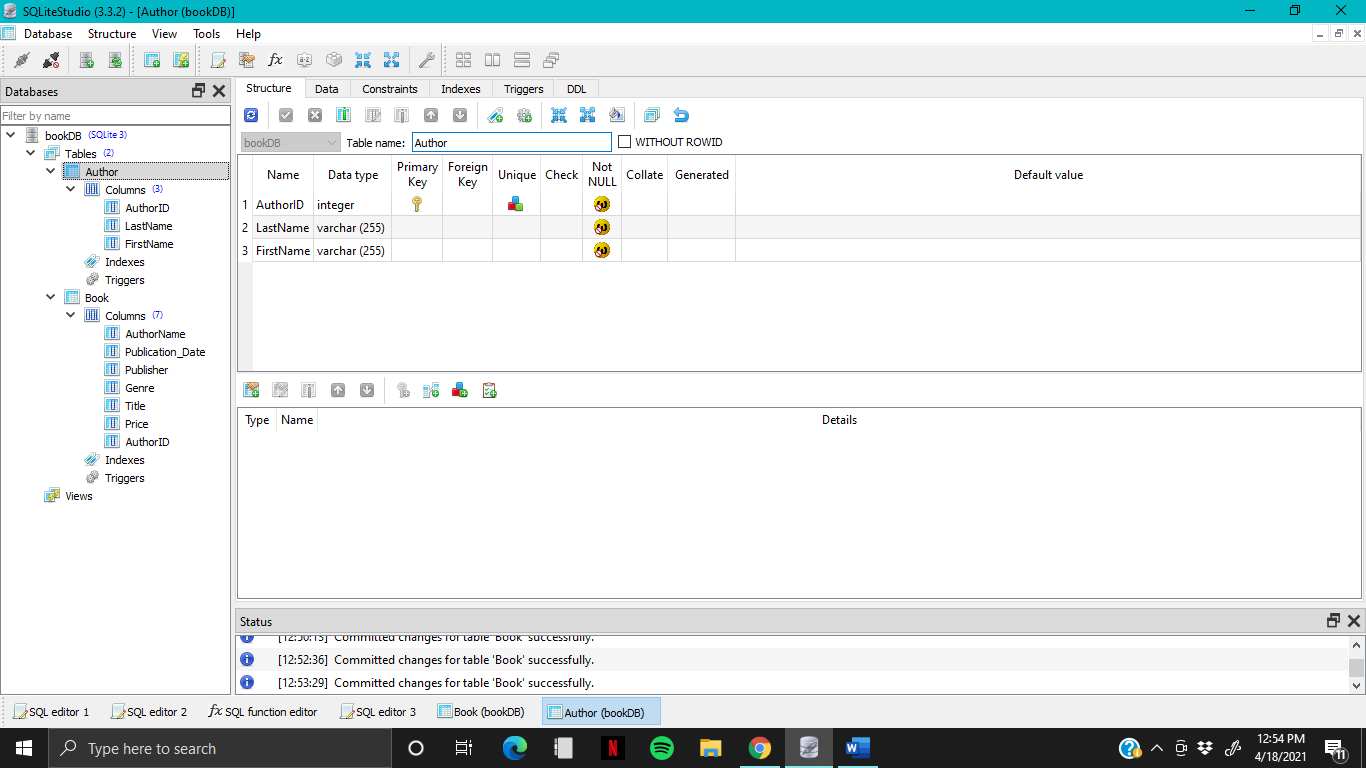 SQLiteStudio (3.3.2) - [Author (bookDB)]
Database Structure View Tools Help
Databases
Filter by name
bookDB (SQLite 3)
Tables (2)
Author
Columns (3)
AuthorID
LastName
FirstName
Indexes
Triggers
Book
Columns (7)
AuthorName
Publication_Date
Publisher
Genre
Title
Price
AuthorID
Indexes
Triggers
Views
Structure Data Constraints Indexes Triggers DDL
bookDB Table name: Author WITHOUT ROWID
Name Data type Primary Key Foreign Key Unique Check Not NULL Collate Generated Default value
1 AuthorID integer
2 LastName varchar (255)
3 FirstName varchar (255)
Type Name Details
Status
[12:50:13] Committed changes for table 'Book' successfully.
[12:52:36] Committed changes for table 'Book' successfully.
[12:53:29] Committed changes for table 'Book' successfully.
SQL editor 1 SQL editor 2 SQL function editor SQL editor 3 Book (bookDB) Author (bookDB)
Type here to search
12:54 PM
4/18/2021
11